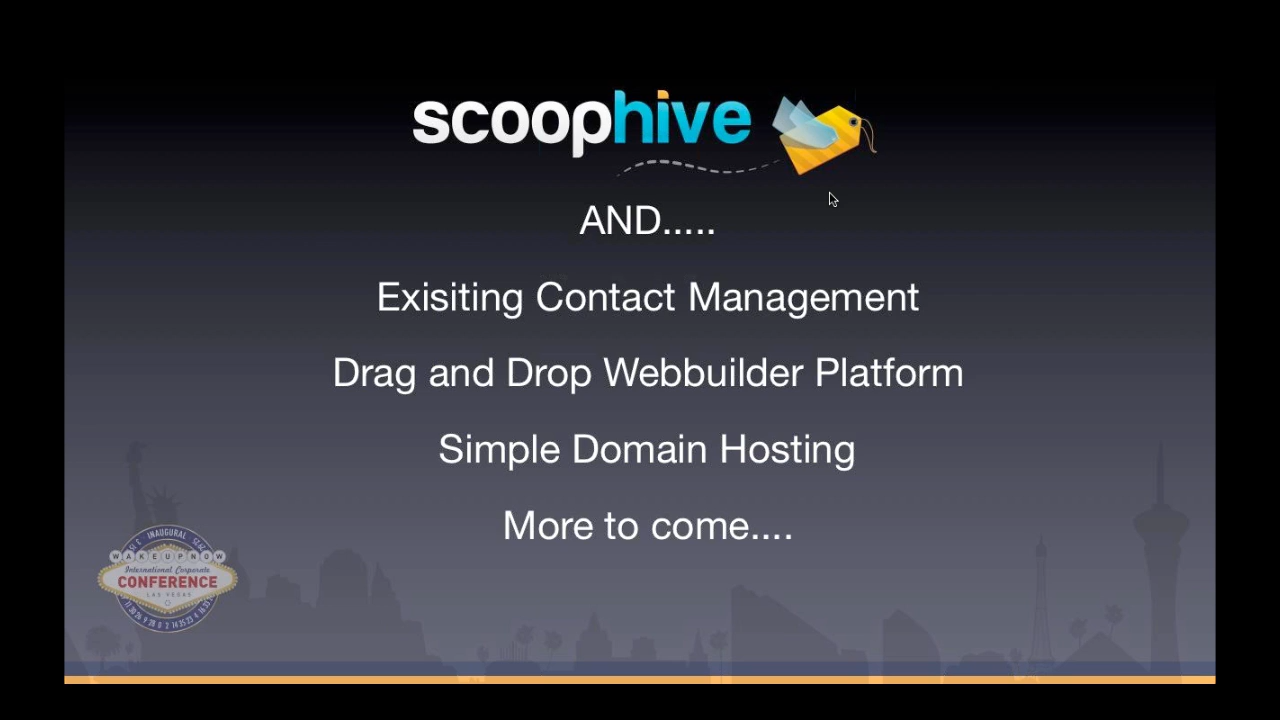 scoophive
AND.....
Exisiting Contact Management
Drag and Drop Webbuilder Platform
Simple Domain Hosting
More to come....
INAUGURAL
WAKEUPNOW
International Corporate
CONFERENCE
LAS VEGAS